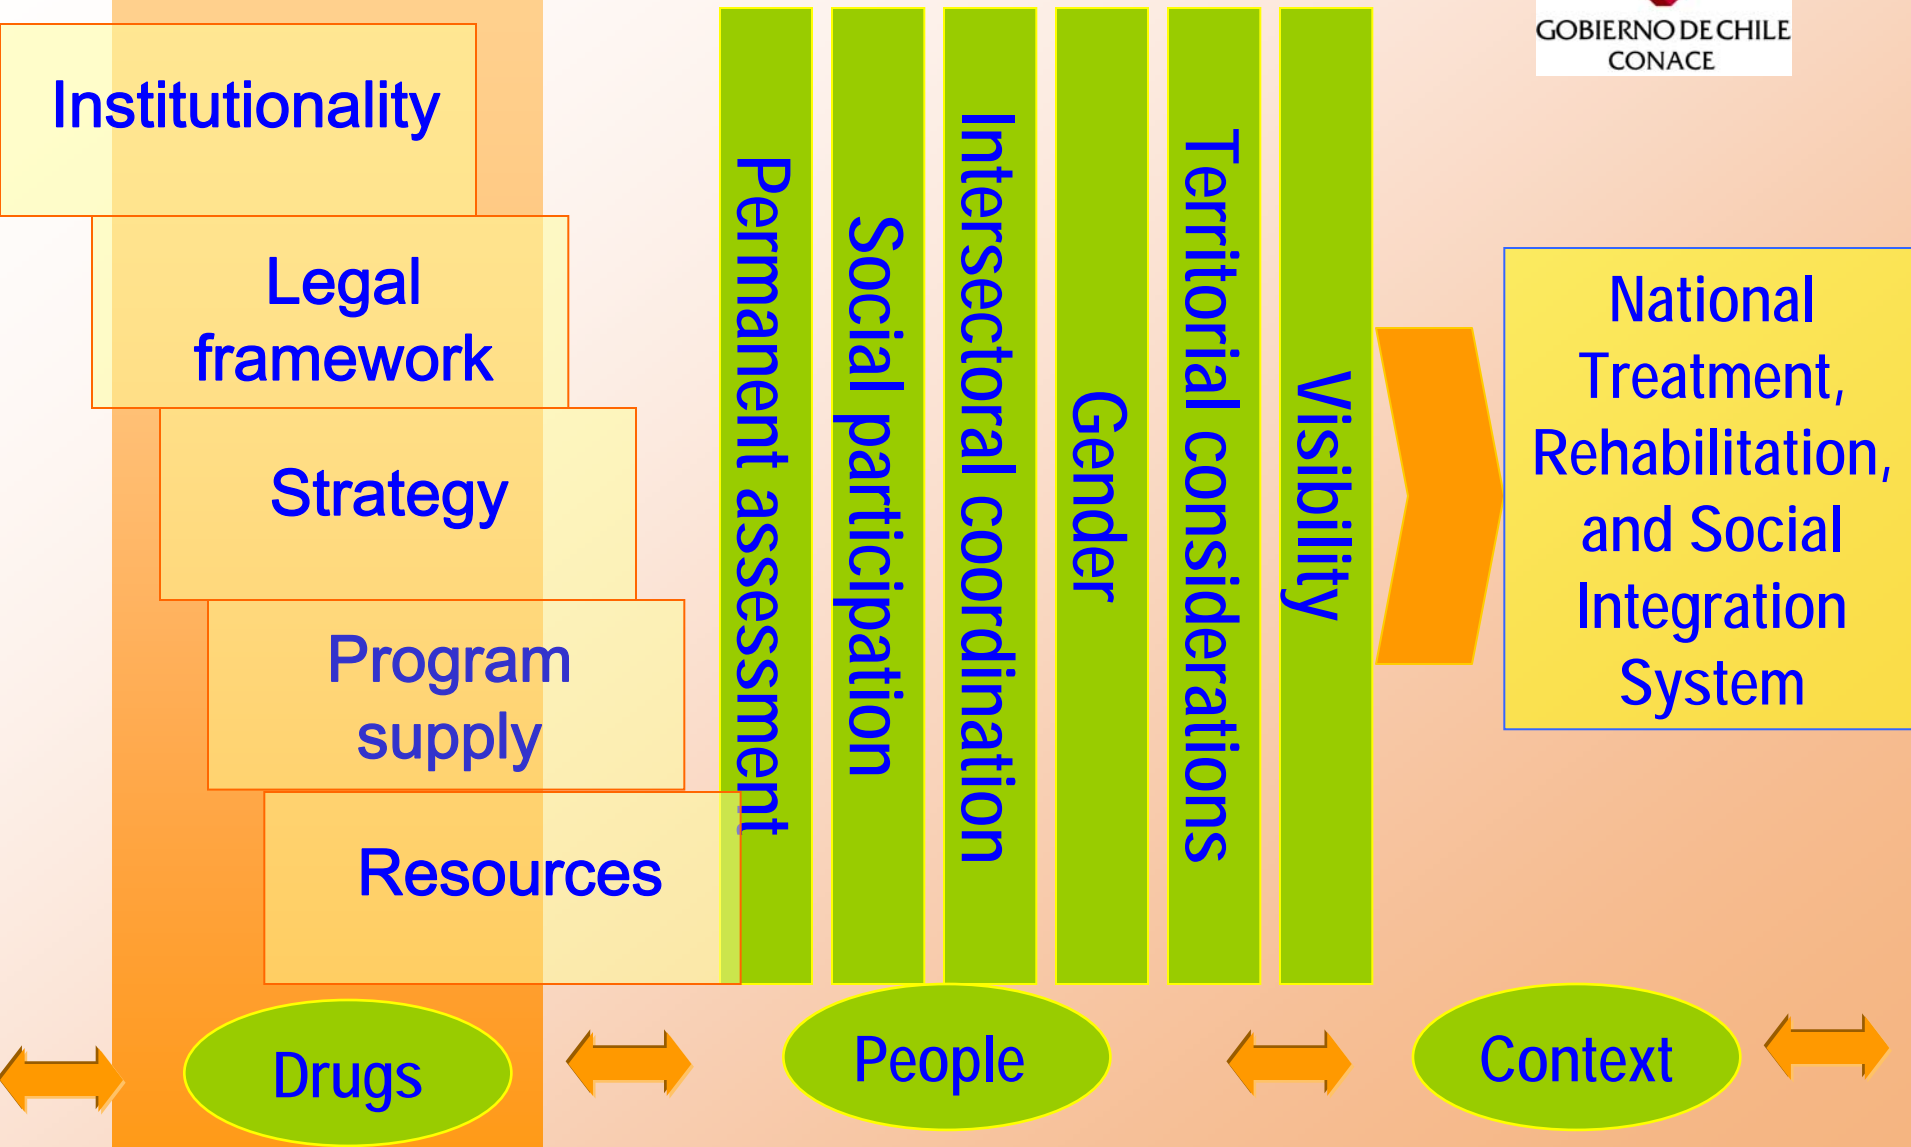 GOBIERNO DE CHILE
CONACE
Institutionality
Legal
framework
Strategy
Program
supply
Resources
Permanent assessment
Social participation
Intersectoral coordination
Gender
Territorial considerations
Visibility
National
Treatment,
Rehabilitation,
and Social
Integration
System
Drugs
People
Context